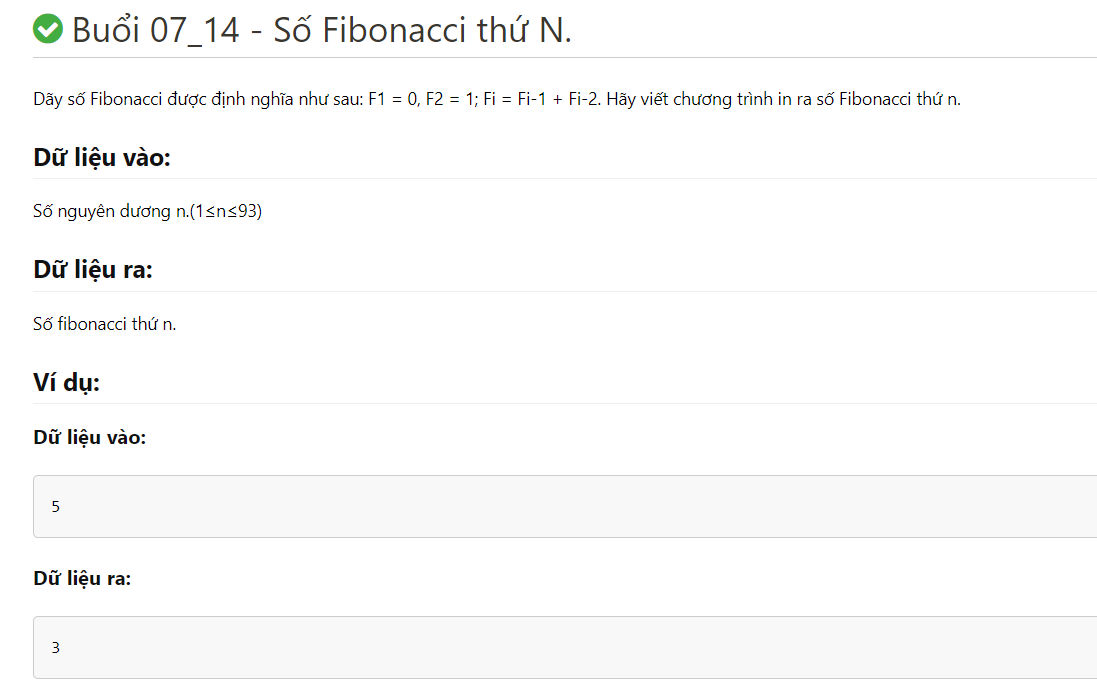 Buổi 07_14 - Số Fibonacci thứ N.
Dãy số Fibonacci được định nghĩa như sau: F1 = 0, F2 = 1; Fi = Fi-1 + Fi-2. Hãy viết chương trình in ra số Fibonacci thứ n.
Dữ liệu vào:
Số nguyên dương n.(1≤n≤93)
Dữ liệu ra:
Số fibonacci thứ n.
Ví dụ:
Dữ liệu vào:
5
Dữ liệu ra:
3